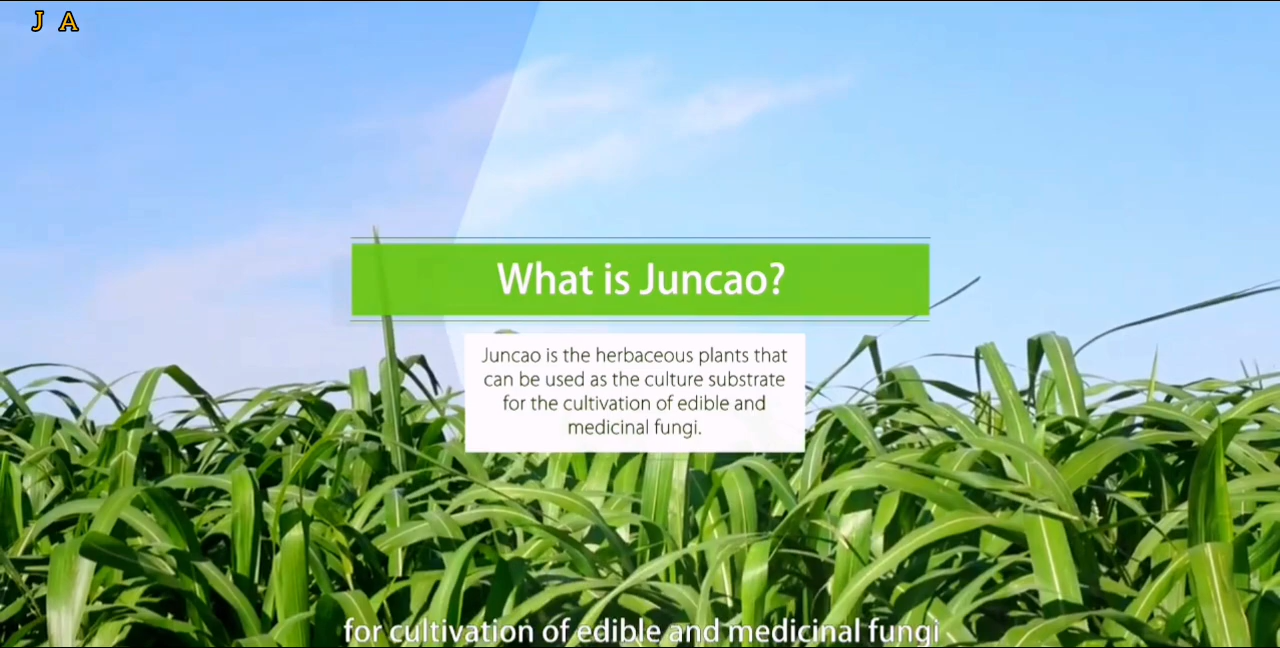 J A
What is Juncao?
Juncao is the herbaceous plants that
can be used as the culture substrate
for the cultivation of edible and
medicinal fungi.
for cultivation of edible and medicinal fungi